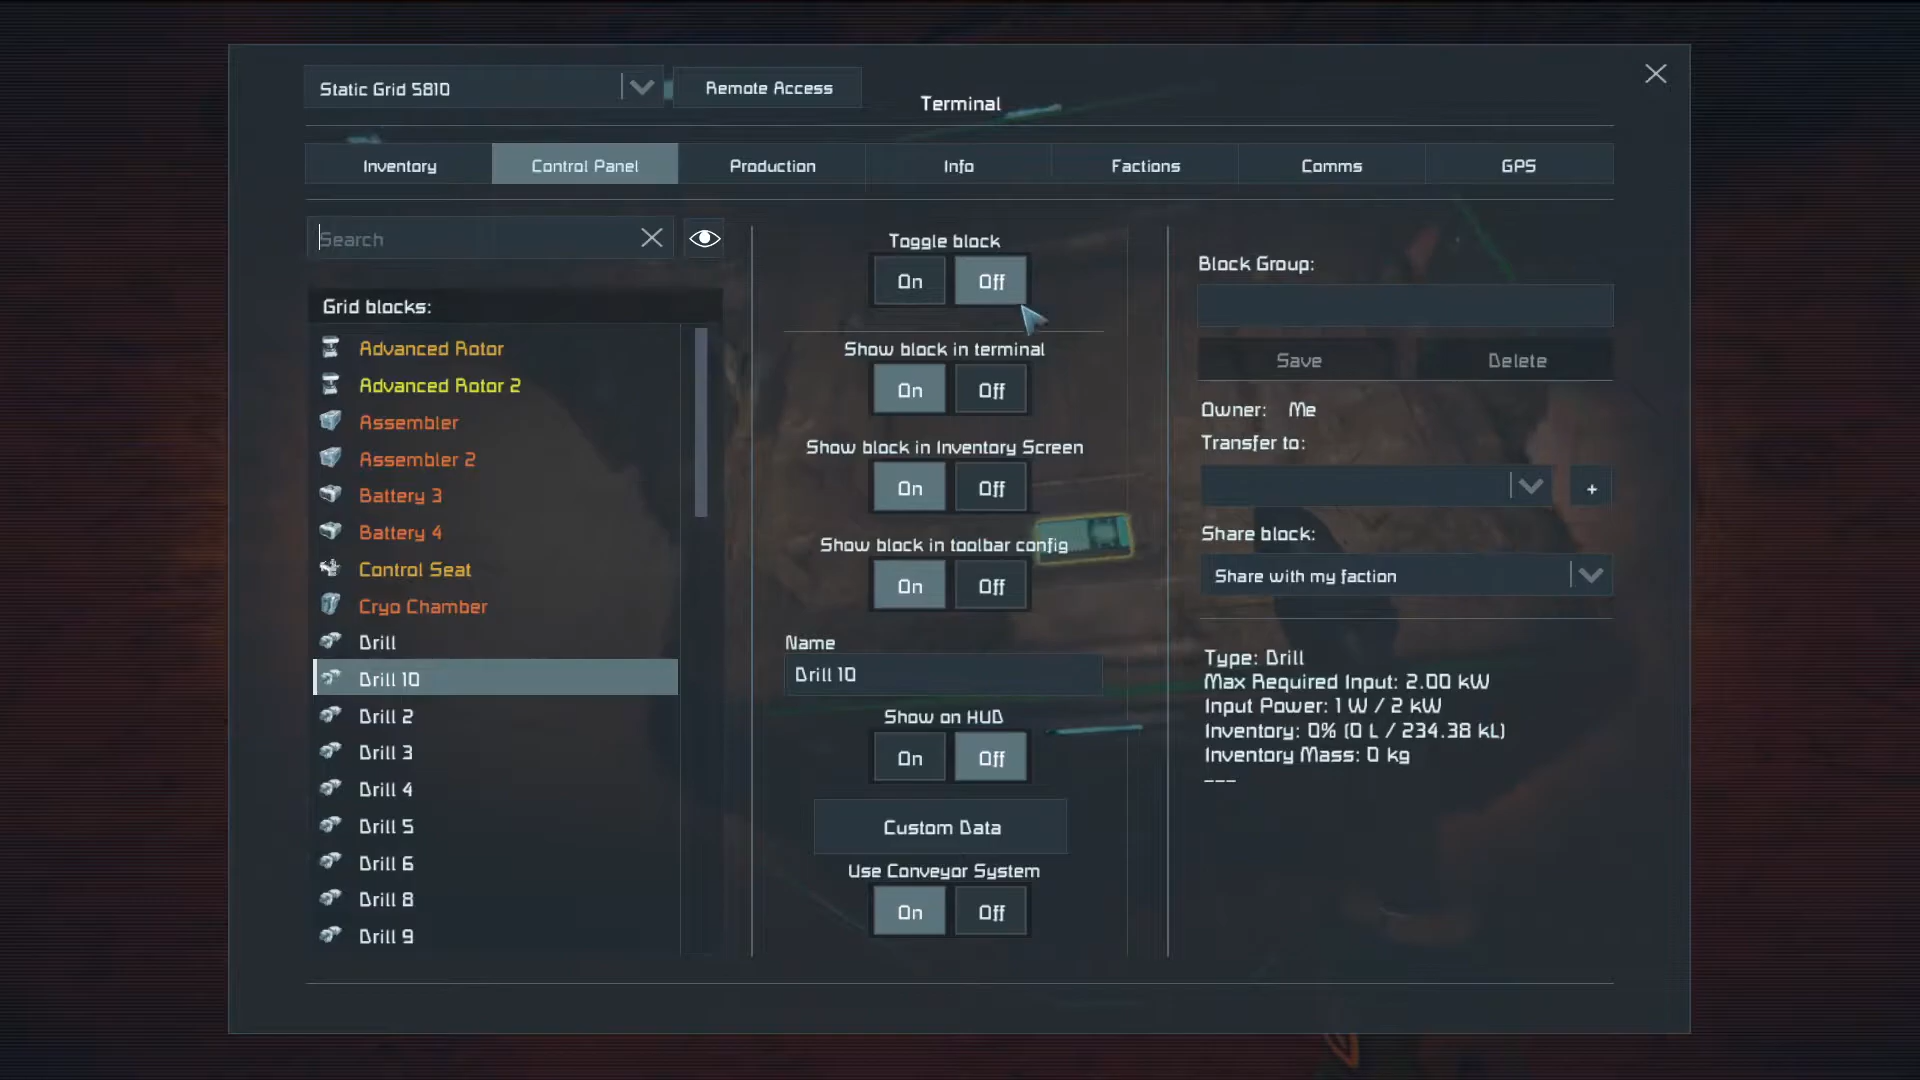 Static Grid 5810
Remote Access
Terminal
Inventory
Control Panel
Production
Info
Factions
Comms
GPS
Search
Grid blocks:
Advanced Rotor
Advanced Rotor 2
Assembler
Assembler 2
Battery 3
Battery 4
Control Seat
Cryo Chamber
Drill
Drill 10
Drill 2
Drill 3
Drill 4
Drill 5
Drill 6
Drill 8
Drill 9
Toggle block
On Off
Show block in terminal
On Off
Show block in Inventory Screen
On Off
Show block in toolbar config
On Off
Name
Drill 10
Show on HUD
On Off
Custom Data
Use Conveyor System
On Off
Block Group:
Save
Delete
Owner: Me
Transfer to:
+
Share block:
Share with my faction
Type: Drill
Max Required Input: 2.00 kW
Input Power: 1 W / 2 kW
Inventory: 0% (0 L / 234.38 kL)
Inventory Mass: 0 kg
---